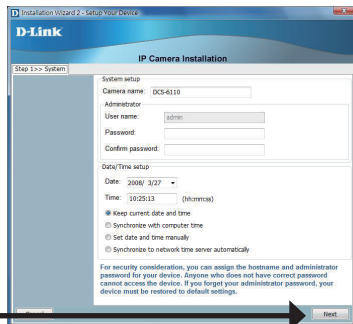 Installation Wizard 2 - Setup Your Device
D-Link
IP Camera Installation
Step 1>> System
System setup
Camera name: DCS-6110
Administrator
User name: admin
Password:
Confirm password:
Date/Time setup
Date: 2008/ 3/27
Time: 10:25:13 (hh:mm:ss)
Keep current date and time
Synchronize with computer time
Set date and time manually
Synchronize to network time server automatically
For security consideration, you can assign the hostname and administrator
password for your device. Anyone who does not have correct password
cannot access the device. If you forget your administrator password, your
device must be restored to default settings.
Next